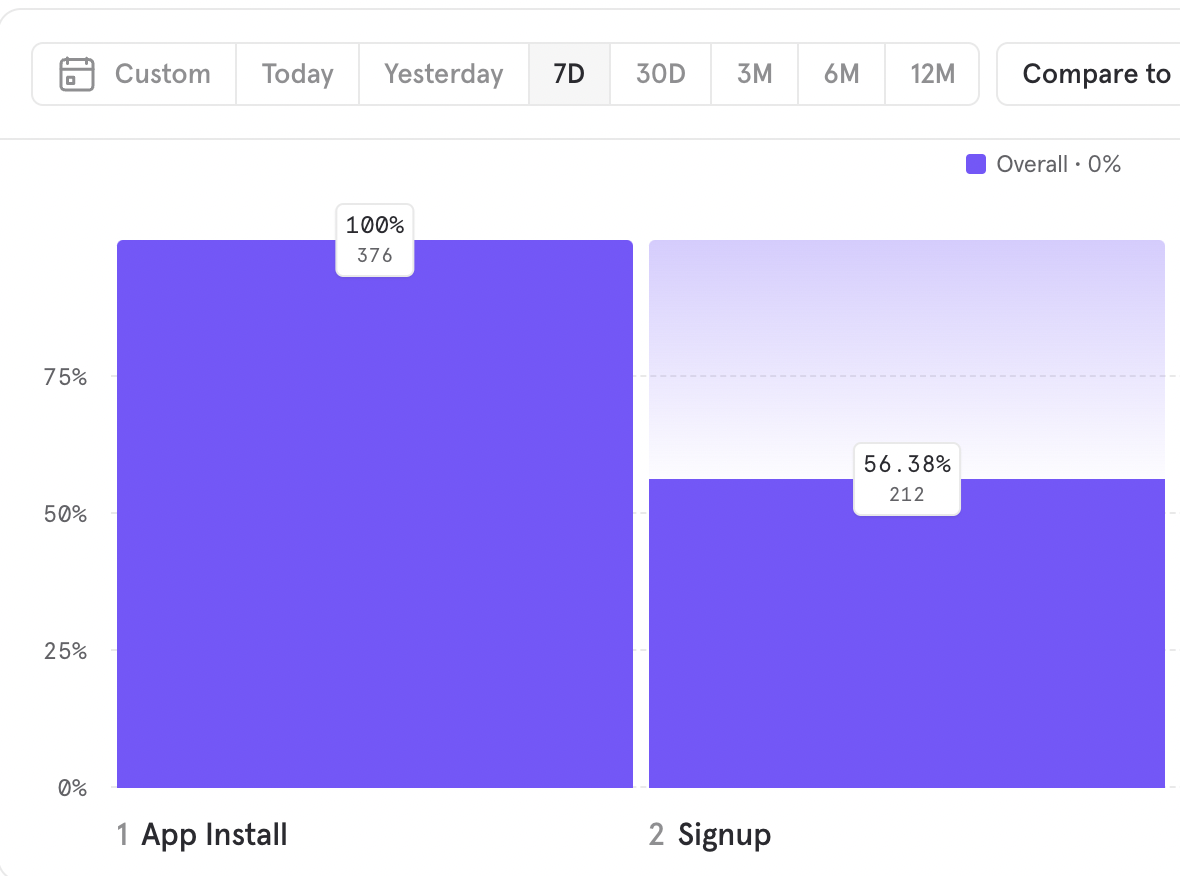 Custom Today Yesterday 7D 30D 3M 6M 12M Compare to
Overall · 0%
100%
376
75%
56.38%
212
50%
25%
0%
1 App Install 2 Signup